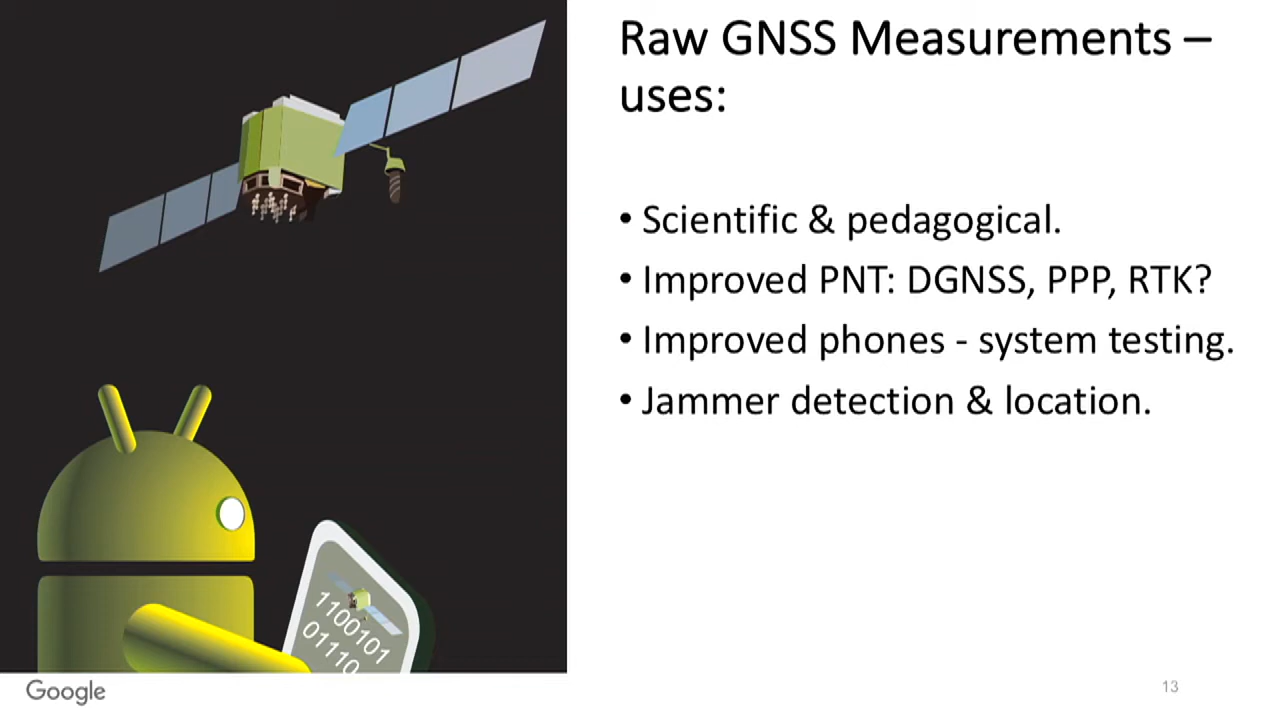 Raw GNSS Measurements –
uses:
• Scientific & pedagogical.
• Improved PNT: DGNSS, PPP, RTK?
• Improved phones - system testing.
• Jammer detection & location.
1100101
01110
Google
13